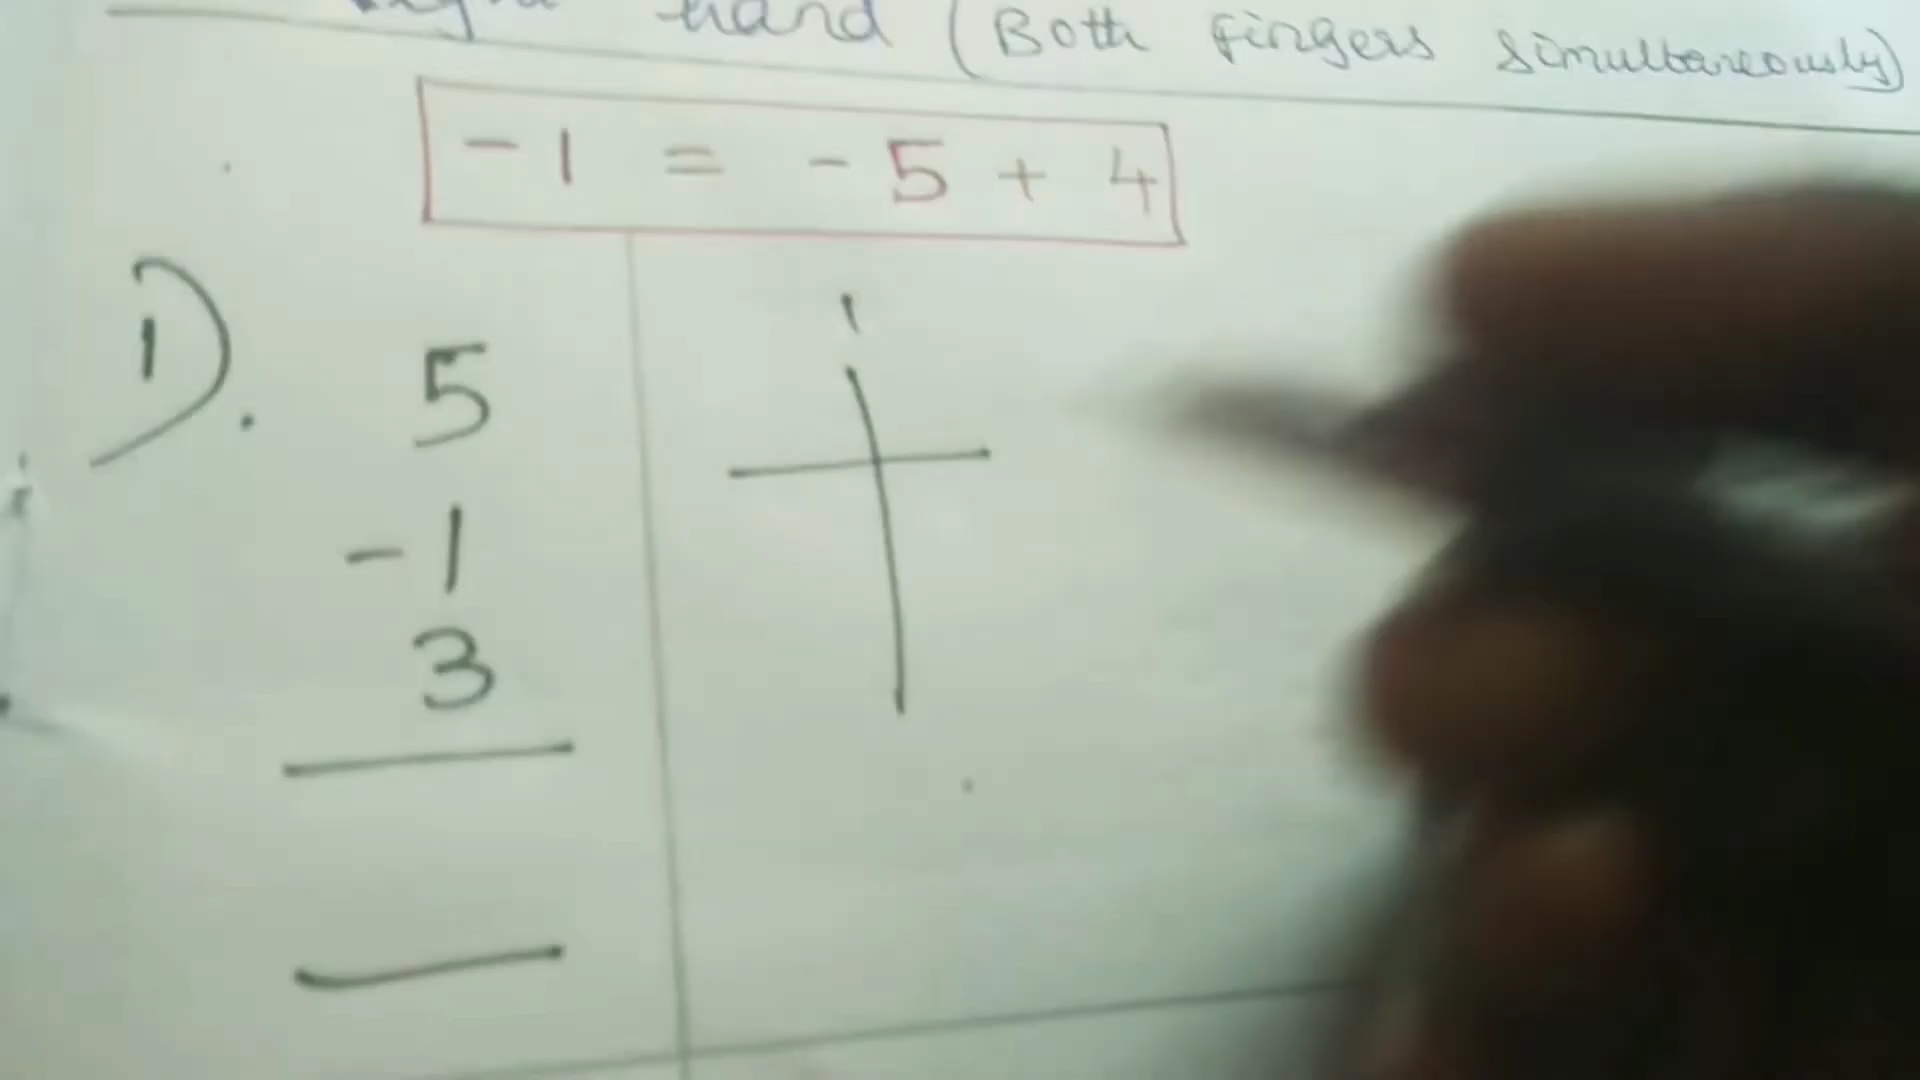 hand (Both fingers simultaneously)
-1 = -5 + 4
1).
5
-1
3